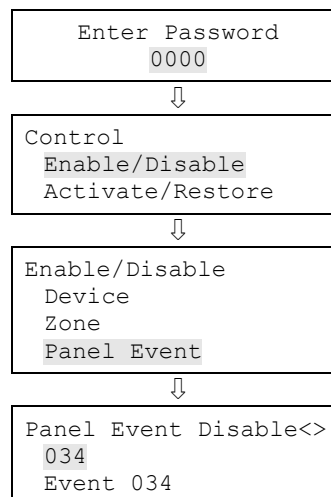 Enter Password
0000
⇩
Control
Enable/Disable
Activate/Restore
⇩
Enable/Disable
Device
Zone
Panel Event
⇩
Panel Event Disable<>
034
Event 034